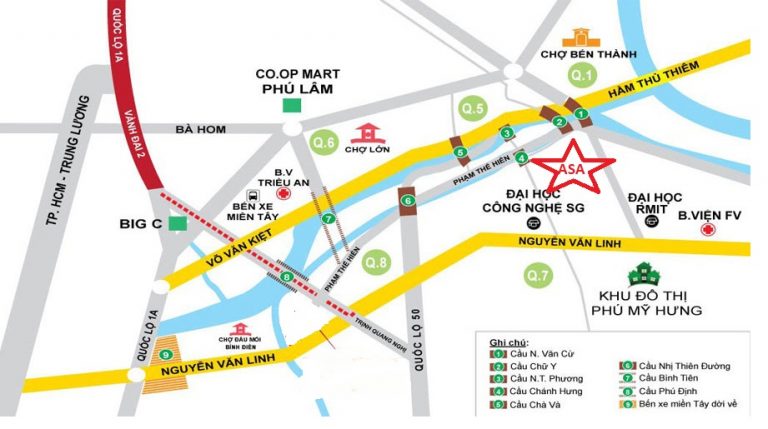 QUỐC LỘ 1A
VÀNH ĐAI 2
TP. HCM - TRUNG LƯƠNG
CO.OP MART
PHÚ LÂM
BÀ HOM
CHỢ BẾN THÀNH
Q.1
HẦM THỦ THIÊM
Q.5
Q.6
CHỢ LỚN
1
2
3
4
5
PHẠM THẾ HIỂN
ASA
B.V
TRIỀU AN
BẾN XE
MIỀN TÂY
BIG C
VÕ VĂN KIỆT
7
6
ĐẠI HỌC
CÔNG NGHỆ SG
ĐẠI HỌC
RMIT
B.VIỆN FV
NGUYỄN VĂN LINH
Q.8
Q.7
8
PHẠM THẾ HIỂN
KHU ĐÔ THỊ
PHÚ MỸ HƯNG
TRỊNH QUANG NGHỊ
QUỐC LỘ 50
QUỐC LỘ 1A
CHỢ ĐẦU MỐI
BÌNH ĐIỀN
9
NGUYỄN VĂN LINH
Ghi chú:
1 Cầu N. Văn Cừ
2 Cầu Chữ Y
3 Cầu N.T. Phương
4 Cầu Chánh Hưng
5 Cầu Chà Và
6 Cầu Nhị Thiên Đường
7 Cầu Bình Tiên
8 Cầu Phú Định
9 Bến xe miền Tây dời về